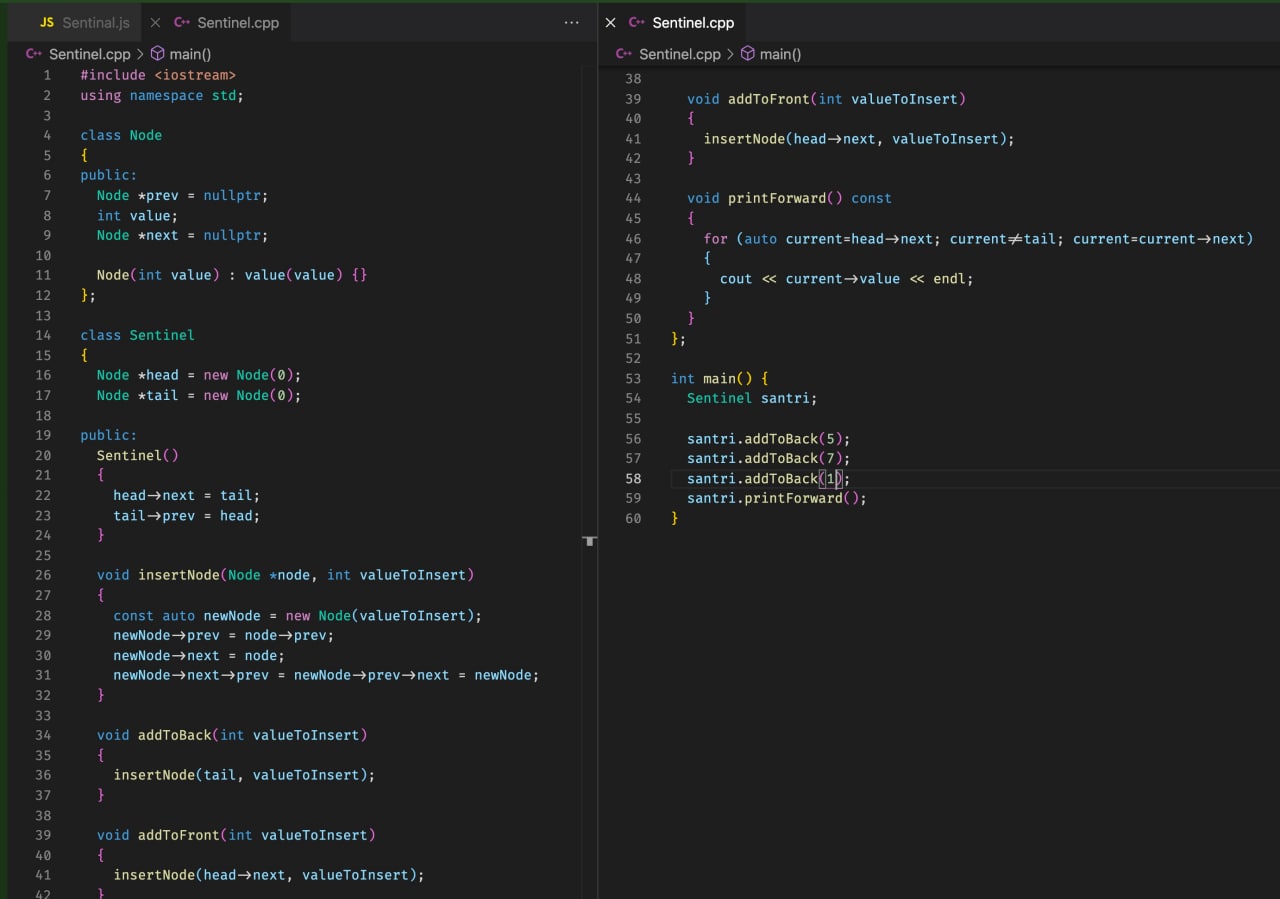 JS Sentinal.js
C++ Sentinel.cpp
...
C++ Sentinel.cpp > main()
1 #include <iostream>
2 using namespace std;
3
4 class Node
5 {
6 public:
7 Node *prev = nullptr;
8 int value;
9 Node *next = nullptr;
10
11 Node(int value) : value(value) {}
12 };
13
14 class Sentinel
15 {
16 Node *head = new Node(0);
17 Node *tail = new Node(0);
18
19 public:
20 Sentinel()
21 {
22 head->next = tail;
23 tail->prev = head;
24 }
25
26 void insertNode(Node *node, int valueToInsert)
27 {
28 const auto newNode = new Node(valueToInsert);
29 newNode->prev = node->prev;
30 newNode->next = node;
31 newNode->next->prev = newNode->prev->next = newNode;
32 }
33
34 void addToBack(int valueToInsert)
35 {
36 insertNode(tail, valueToInsert);
37 }
38
39 void addToFront(int valueToInsert)
40 {
41 insertNode(head->next, valueToInsert);
42 }
C++ Sentinel.cpp
C++ Sentinel.cpp > main()
38
39 void addToFront(int valueToInsert)
40 {
41 insertNode(head->next, valueToInsert);
42 }
43
44 void printForward() const
45 {
46 for (auto current=head->next; current!=tail; current=current->next)
47 {
48 cout << current->value << endl;
49 }
50 }
51 };
52
53 int main() {
54 Sentinel santri;
55
56 santri.addToBack(5);
57 santri.addToBack(7);
58 santri.addToBack(1);
59 santri.printForward();
60 }